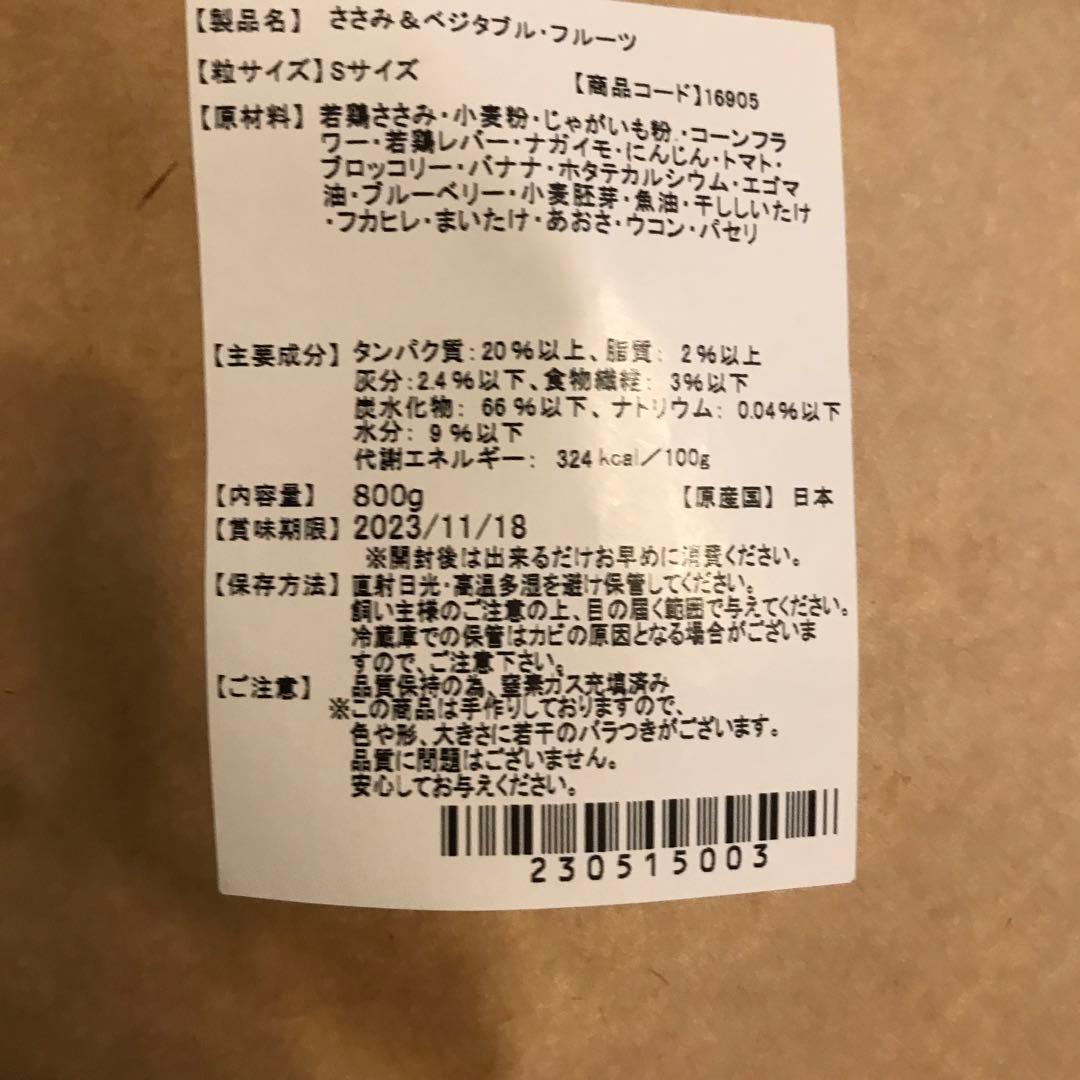 【製品名】 ささみ&ベジタブル・フルーツ
【粒サイズ】Sサイズ 【商品コード】16905
【原材料】 若鶏ささみ・小麦粉・じゃがいも粉・コーンフラ
ワー・若鶏レバー・ナガイモ・にんじん・トマト・
ブロッコリー・バナナ・ホタテカルシウム・エゴマ
油・ブルーベリー・小麦胚芽・魚油・干ししいたけ
・フカヒレ・まいたけ・あおさ・ウコン・パセリ
【主要成分】 タンパク質: 20%以上、脂質: 2%以上
灰分:2.4%以下、食物繊維: 3%以下
炭水化物: 66%以下、ナトリウム: 0.04%以下
水分: 9%以下
代謝エネルギー: 324kcal/100g
【内容量】 800g 【原産国】 日本
【賞味期限】 2023/11/18
※開封後は出来るだけお早めに消費ください。
【保存方法】 直射日光・高温多湿を避け保管してください。
飼い主様のご注意の上、目の届く範囲で与えてください。
冷蔵庫での保管はカビの原因となる場合がございま
すので、ご注意下さい。
【ご注意】 品質保持の為、窒素ガス充填済み
※この商品は手作りしておりますので、
色や形、大きさに若干のバラつきがございます。
品質に問題はございません。
安心してお与えください。
230515003